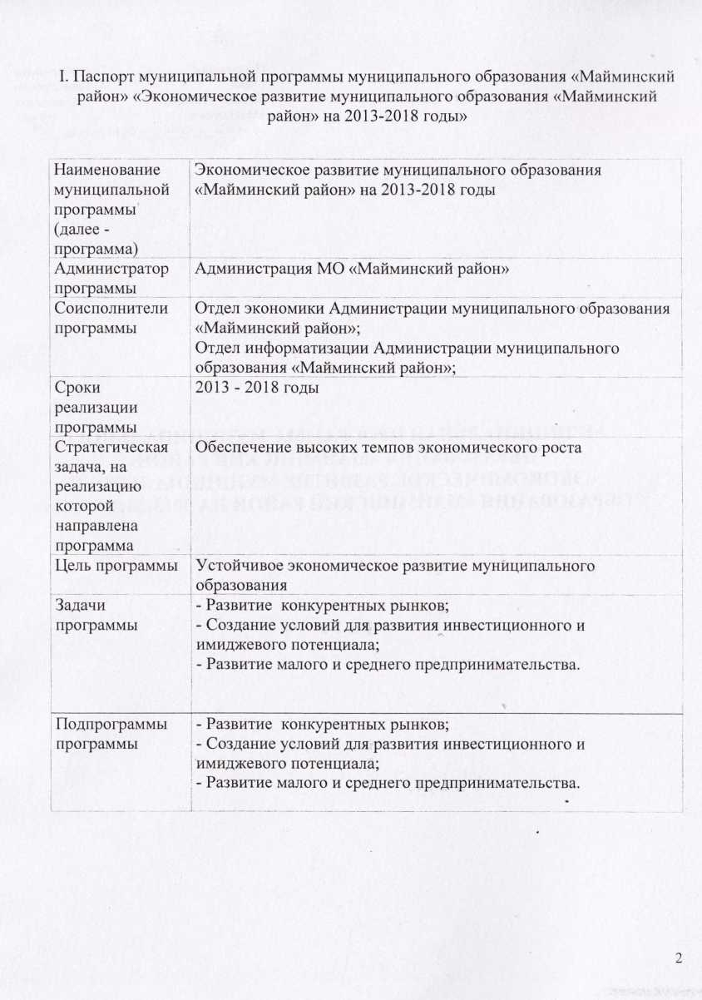 I. Паспорт муниципальной программы муниципального образования «Майминский
район» «Экономическое развитие муниципального образования «Майминский
район» на 2013-2018 годы»
Наименование
муниципальной
программы
(далее -
программа)
Экономическое развитие муниципального образования
«Майминский район» на 2013-2018 годы
Администратор
программы
Администрация МО «Майминский район»
Соисполнители
программы
Отдел экономики Администрации муниципального образования
«Майминский район»;
Отдел информатизации Администрации муниципального
образования «Майминский район»;
Сроки
реализации
программы
2013 - 2018 годы
Стратегическая
задача, на
реализацию
которой
направлена
программа
Обеспечение высоких темпов экономического роста
Цель программы
Устойчивое экономическое развитие муниципального
образования
Задачи
программы
- Развитие конкурентных рынков;
- Создание условий для развития инвестиционного и
имиджевого потенциала;
- Развитие малого и среднего предпринимательства.
Подпрограммы
программы
- Развитие конкурентных рынков;
- Создание условий для развития инвестиционного и
имиджевого потенциала;
- Развитие малого и среднего предпринимательства.
2